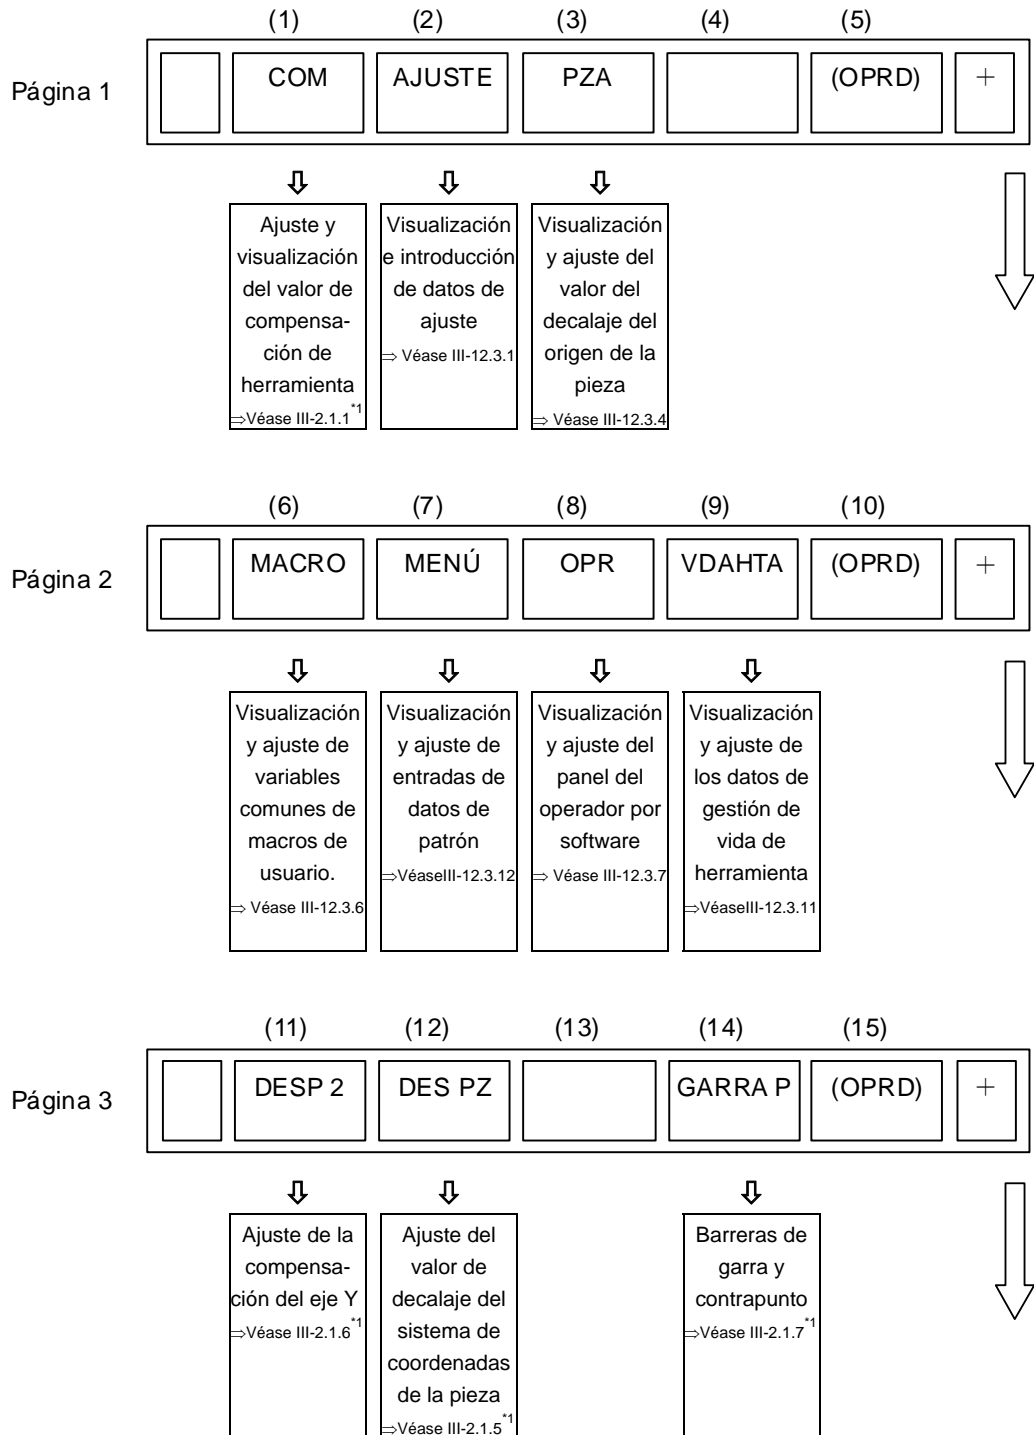 (1) (2) (3) (4) (5)
Página 1
COM AJUSTE PZA (OPRD) +
Ajuste y
visualización
del valor de
compensa-
ción de
herramienta
⇒Véase III-2.1.1*1
Visualización
e introducción
de datos de
ajuste
⇒ Véase III-12.3.1
Visualización
y ajuste del
valor del
decalaje del
origen de la
pieza
⇒ Véase III-12.3.4
(6) (7) (8) (9) (10)
Página 2
MACRO MENÚ OPR VDAHTA (OPRD) +
Visualización
y ajuste de
variables
comunes de
macros de
usuario.
⇒ Véase III-12.3.6
Visualización
y ajuste de
entradas de
datos de
patrón
⇒VéaseIII-12.3.12
Visualización
y ajuste del
panel del
operador por
software
⇒ Véase III-12.3.7
Visualización
y ajuste de
los datos de
gestión de
vida de
herramienta
⇒VéaseIII-12.3.11
(11) (12) (13) (14) (15)
Página 3
DESP 2 DES PZ GARRA P (OPRD) +
Ajuste de la
compensa-
ción del eje Y
⇒Véase III-2.1.6*1
Ajuste del
valor de
decalaje del
sistema de
coordenadas
de la pieza
⇒Véase III-2.1.5*1
Barreras de
garra y
contrapunto
⇒Véase III-2.1.7*1